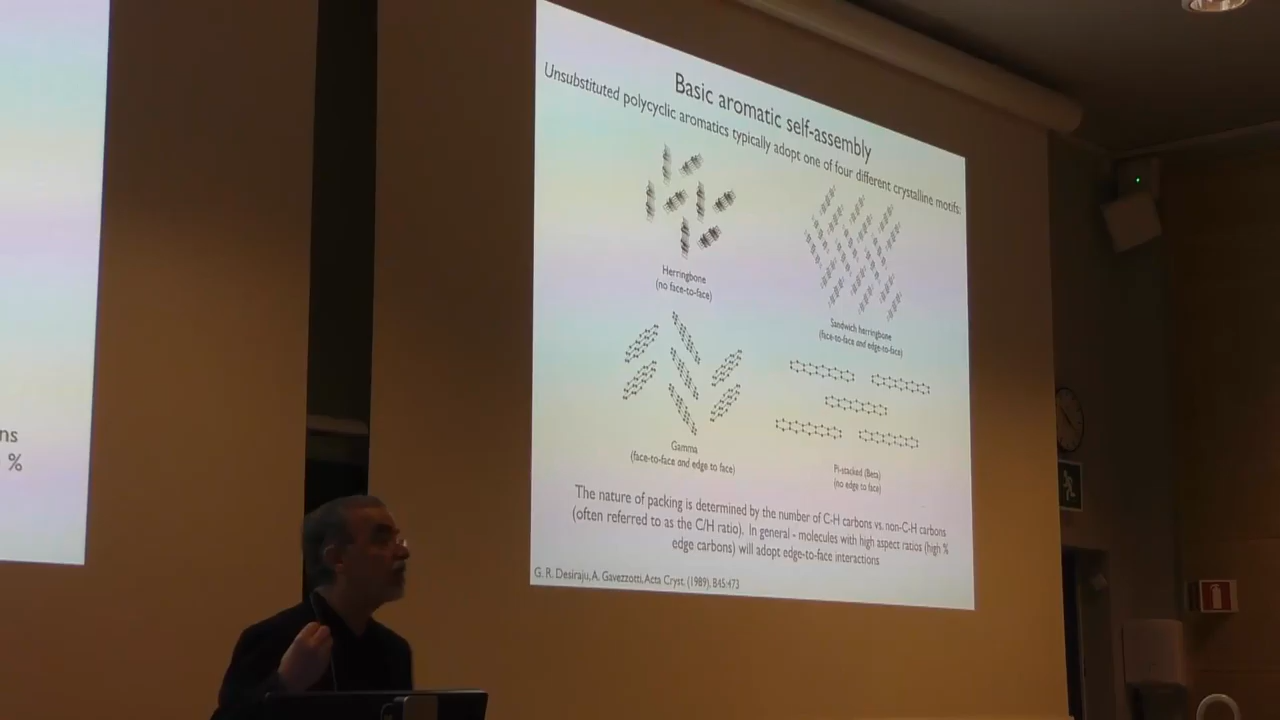 Basic aromatic self-assembly
Unsubstituted polycyclic aromatics typically adopt one of four different crystalline motifs:
Herringbone
(no face-to-face)
Sandwich herringbone
(face-to-face and edge-to-face)
Gamma
(face-to-face and edge to face)
Pi-stacked (Beta)
(no edge to face)
The nature of packing is determined by the number of C-H carbons vs. non-C-H carbons
(often referred to as the C/H ratio). In general - molecules with high aspect ratios (high %
edge carbons) will adopt edge-to-face interactions
G. R. Desiraju, A. Gavezzotti. Acta Cryst. (1989). B45:473
ns
%